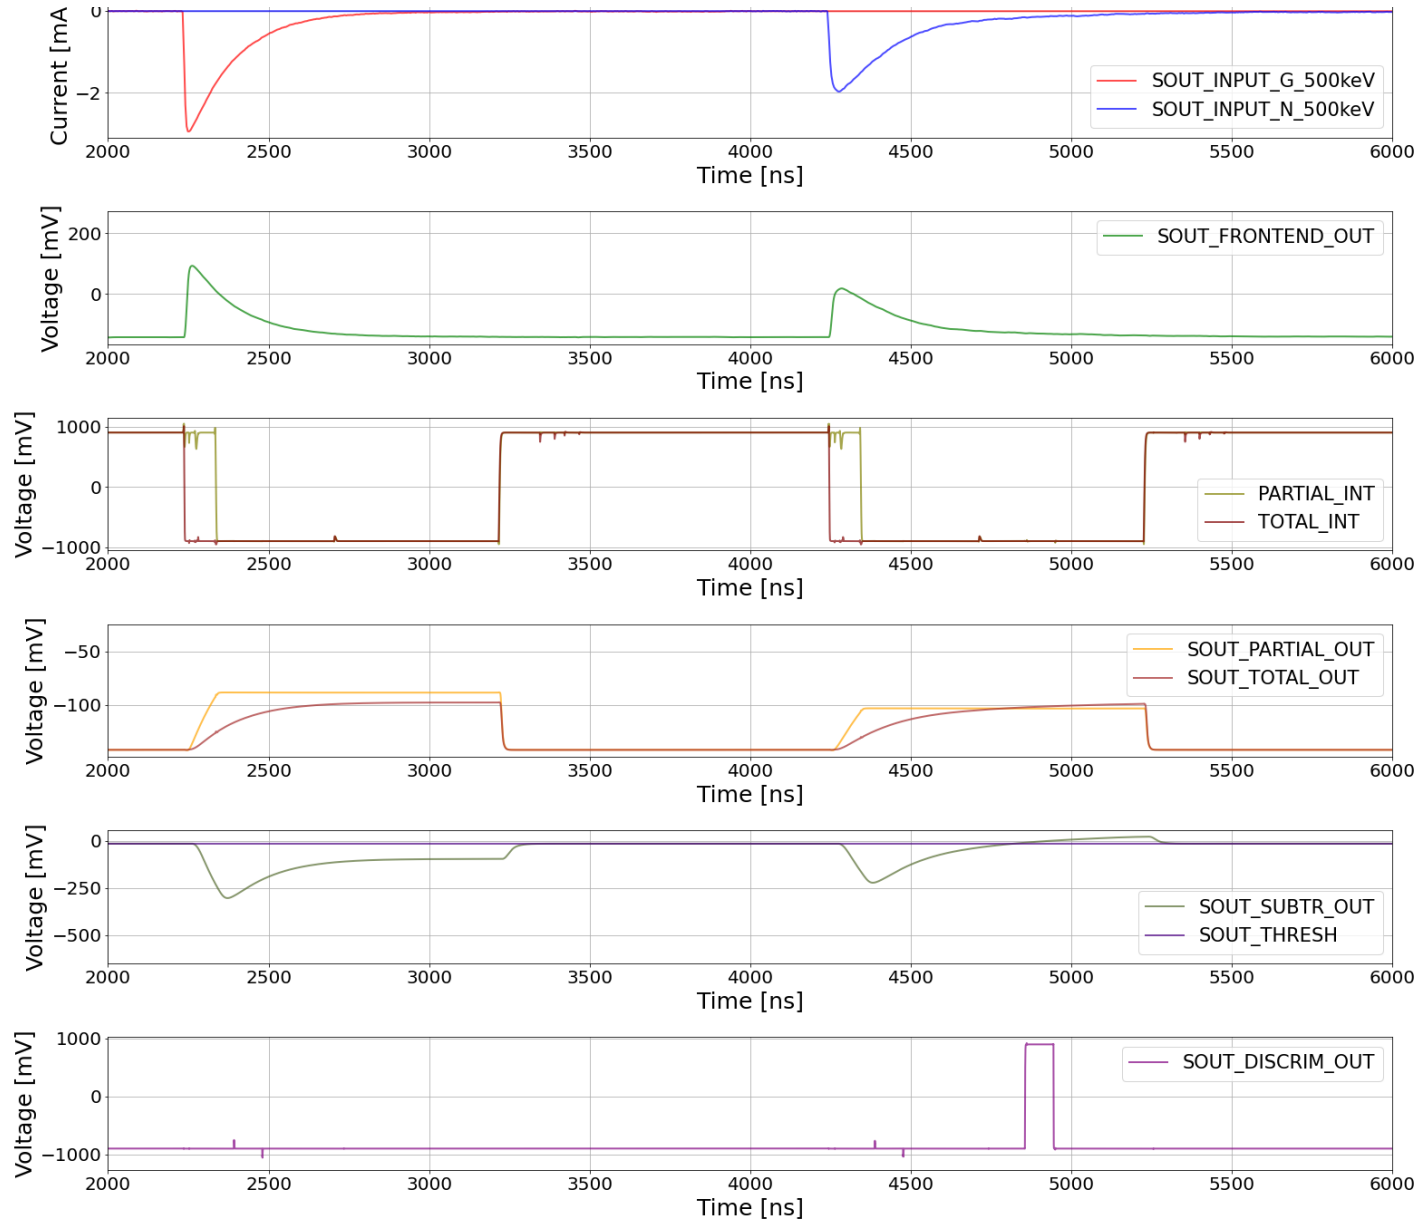 Current [mA]
0
−2
SOUT_INPUT_G_500keV
SOUT_INPUT_N_500keV
2000 2500 3000 3500 4000 4500 5000 5500 6000
Time [ns]
Voltage [mV]
200
0
SOUT_FRONTEND_OUT
2000 2500 3000 3500 4000 4500 5000 5500 6000
Time [ns]
Voltage [mV]
1000
0
−1000
PARTIAL_INT
TOTAL_INT
2000 2500 3000 3500 4000 4500 5000 5500 6000
Time [ns]
Voltage [mV]
−50
−100
SOUT_PARTIAL_OUT
SOUT_TOTAL_OUT
2000 2500 3000 3500 4000 4500 5000 5500 6000
Time [ns]
Voltage [mV]
0
−250
−500
SOUT_SUBTR_OUT
SOUT_THRESH
2000 2500 3000 3500 4000 4500 5000 5500 6000
Time [ns]
Voltage [mV]
1000
0
−1000
SOUT_DISCRIM_OUT
2000 2500 3000 3500 4000 4500 5000 5500 6000
Time [ns]